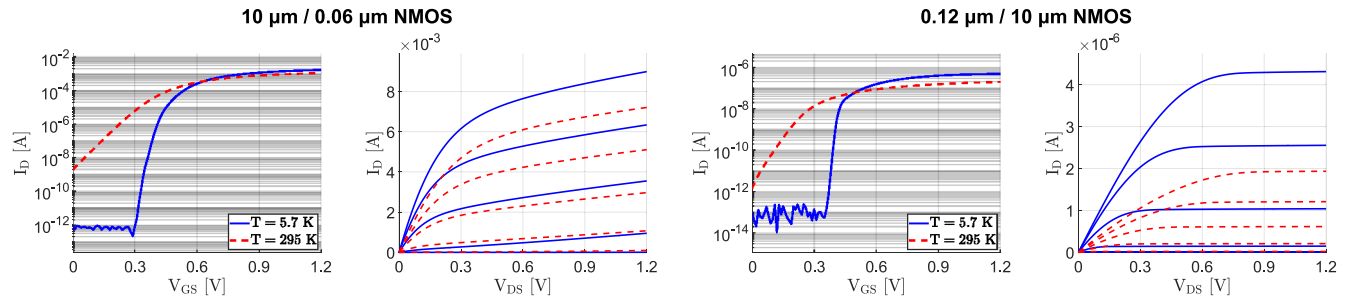 10 µm / 0.06 µm NMOS
0.12 µm / 10 µm NMOS
10⁻²
10⁻⁴
10⁻⁶
10⁻⁸
10⁻¹⁰
10⁻¹²
I_D [A]
0
0.3
0.6
0.9
1.2
V_GS [V]
T = 5.7 K
T = 295 K
×10⁻³
8
6
4
2
0
I_D [A]
0
0.3
0.6
0.9
1.2
V_DS [V]
10⁻⁶
10⁻⁸
10⁻¹⁰
10⁻¹²
10⁻¹⁴
I_D [A]
0
0.3
0.6
0.9
1.2
V_GS [V]
T = 5.7 K
T = 295 K
×10⁻⁶
4
2
0
I_D [A]
0
0.3
0.6
0.9
1.2
V_DS [V]